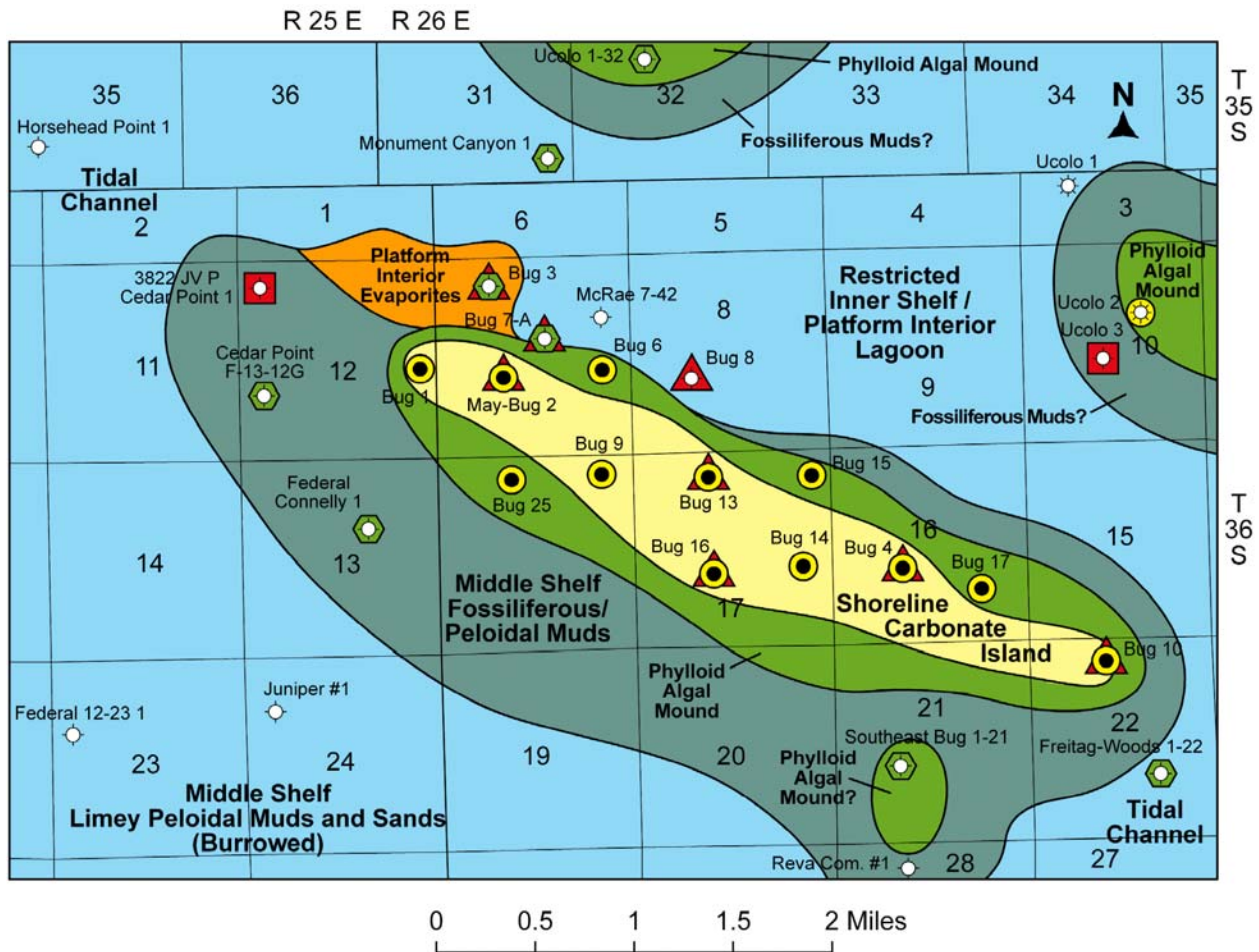 R 25 E R 26 E
Ucolo 1-32
Phylloid Algal Mound
35
36
31
32
33
34
35
T
35
S
N
Horsehead Point 1
Monument Canyon 1
Fossiliferous Muds?
Ucolo 1
Tidal
Channel
2
1
6
5
4
3
Platform
Interior
Evaporites
Bug 3
3822 JV P
Cedar Point 1
McRae 7-42
8
Restricted
Inner Shelf /
Platform Interior
Lagoon
Phylloid
Algal
Mound
Ucolo 2
Ucolo 3
10
Bug 7-A
Bug 6
Bug 8
11
Cedar Point
F-13-12G
12
Bug 1
May-Bug 2
9
Fossiliferous Muds?
Bug 9
Bug 15
Federal
Connelly 1
Bug 25
Bug 13
T
36
S
14
13
Bug 16
Bug 14
Bug 4
16
Bug 17
15
Middle Shelf
Fossiliferous/
Peloidal Muds
17
Shoreline
Carbonate
Island
Bug 10
Phylloid
Algal
Mound
Juniper #1
Federal 12-23 1
21
22
Southeast Bug 1-21
Freitag-Woods 1-22
23
24
19
20
Phylloid
Algal
Mound?
Middle Shelf
Limey Peloidal Muds and Sands
(Burrowed)
Tidal
Channel
Reva Com. #1
28
27
0 0.5 1 1.5 2 Miles